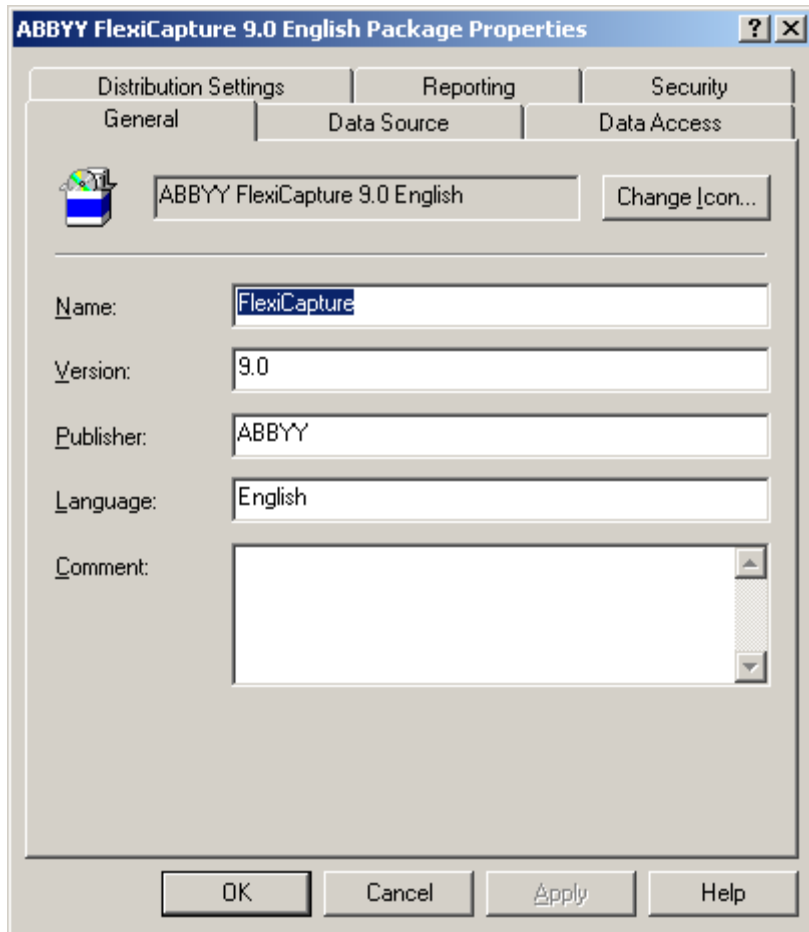 ABBYY FlexiCapture 9.0 English Package Properties
Distribution Settings Reporting Security
General Data Source Data Access
ABBYY FlexiCapture 9.0 English Change Icon...
Name: FlexiCapture
Version: 9.0
Publisher: ABBYY
Language: English
Comment:
OK Cancel Apply Help